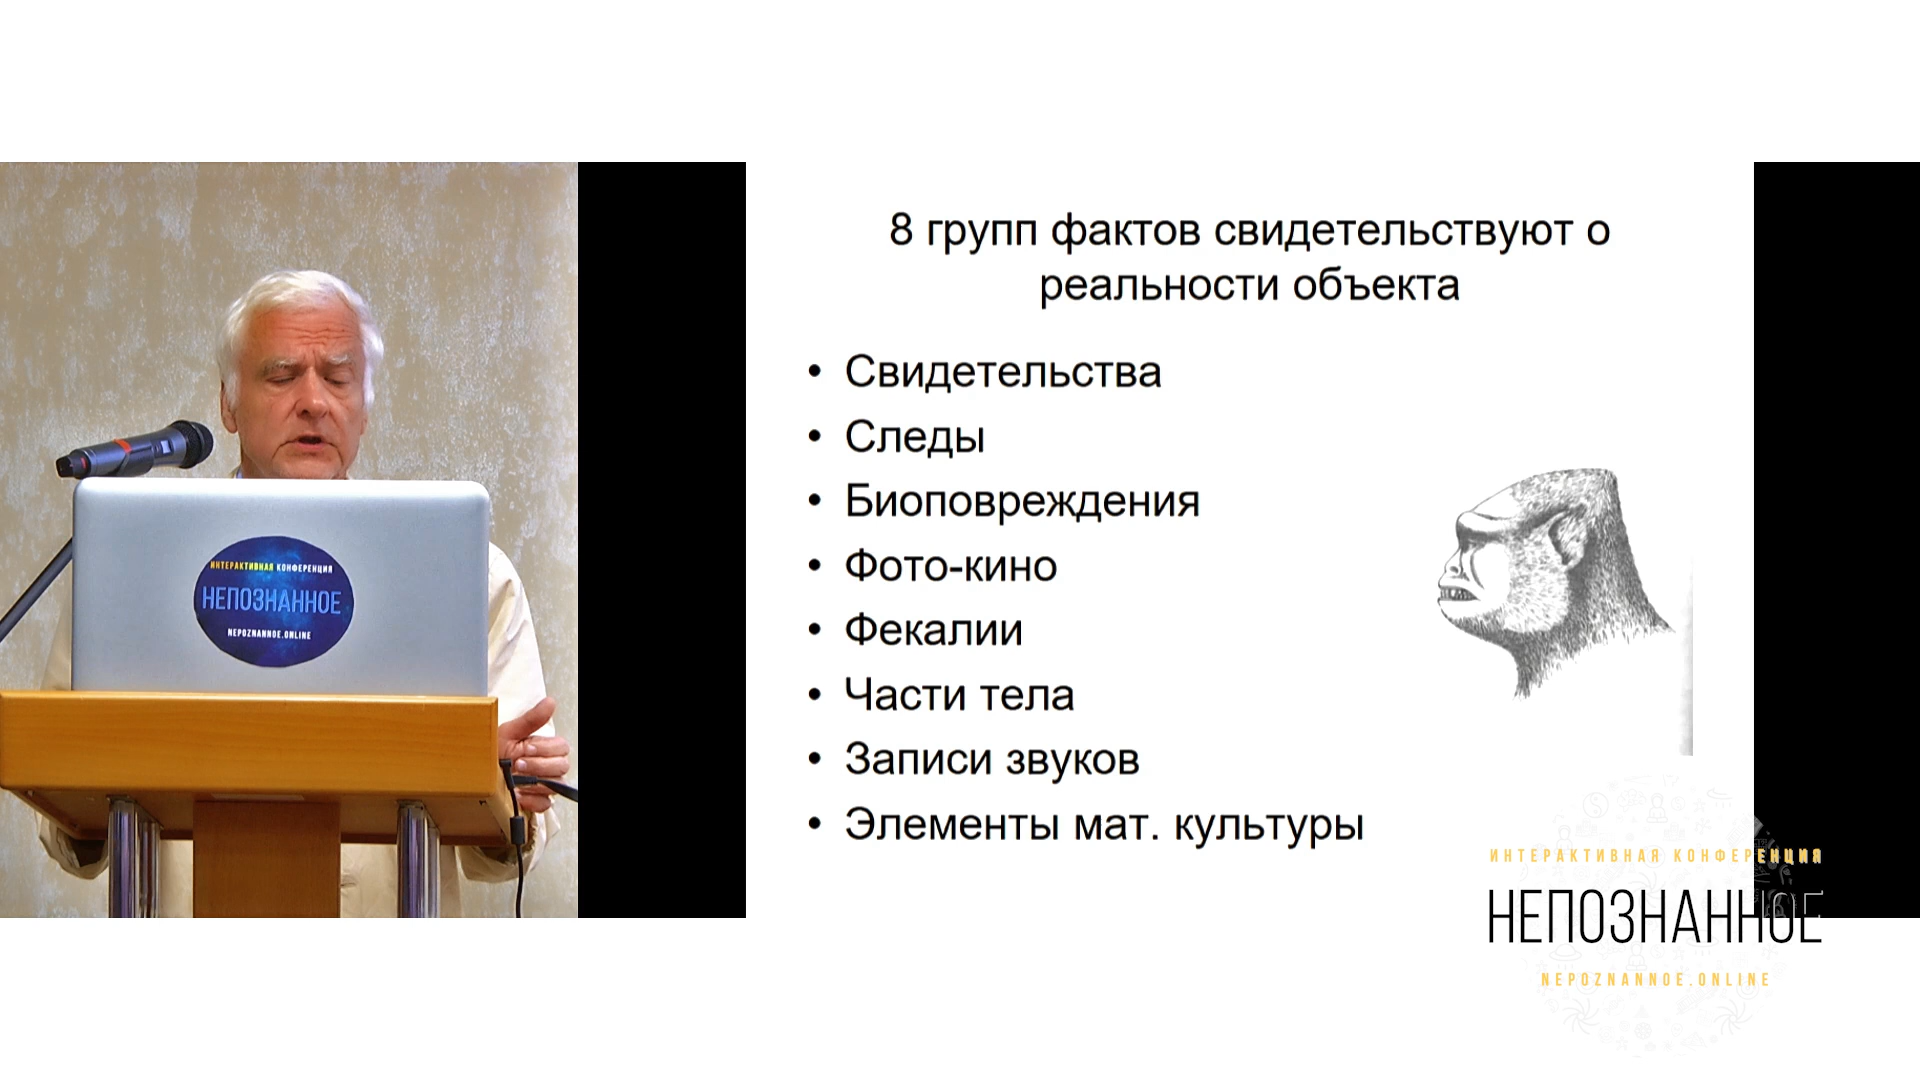 8 групп фактов свидетельствуют о
реальности объекта
• Свидетельства
• Следы
• Биоповреждения
• Фото-кино
• Фекалии
• Части тела
• Записи звуков
• Элементы мат. культуры
ИНТЕРАКТИВНАЯ КОНФЕРЕНЦИЯ
НЕПОЗНАННОЕ
NEPOZNANNOE.ONLINE
ИНТЕРАКТИВНАЯ КОНФЕРЕНЦИЯ
НЕПОЗНАННОЕ
NEPOZNANNOE.ONLINE